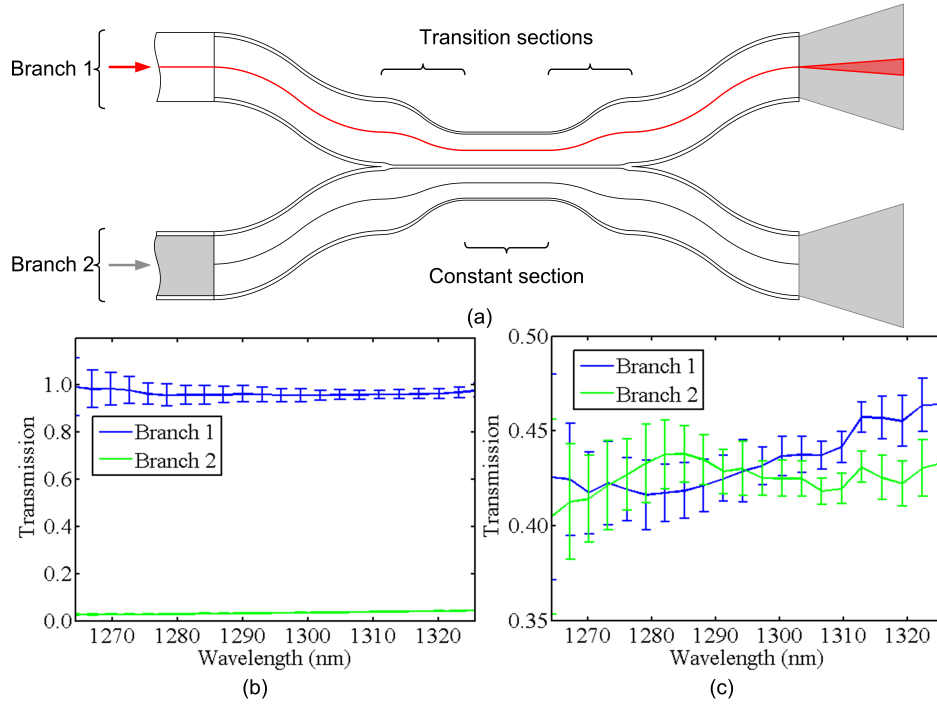 Transition sections
Branch 1
Branch 2
Constant section
(a)
Transmission
1.0
0.8
0.6
0.4
0.2
0.0
Branch 1
Branch 2
1270 1280 1290 1300 1310 1320
Wavelength (nm)
(b)
Transmission
0.50
0.45
0.40
0.35
Branch 1
Branch 2
1270 1280 1290 1300 1310 1320
Wavelength (nm)
(c)